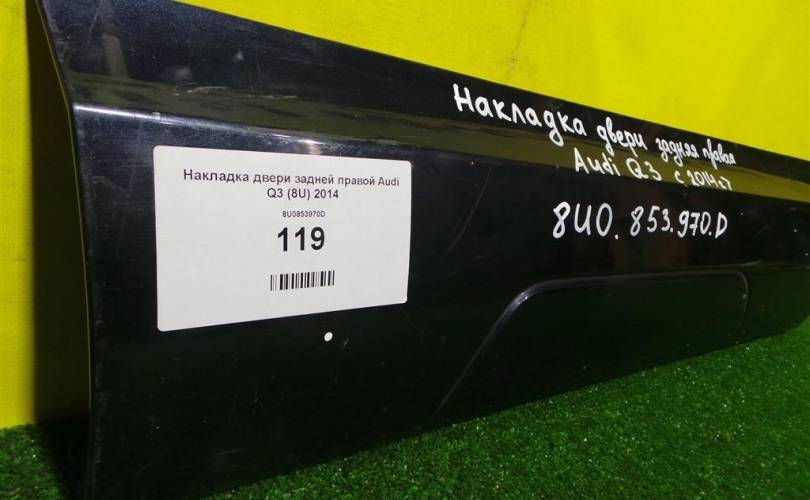 Накладка двери задней правой Audi
Q3 (8U) 2014
8U0853970D
119
Накладка двери задняя правая
Audi Q3 с 2014г
8U0. 853.970.D